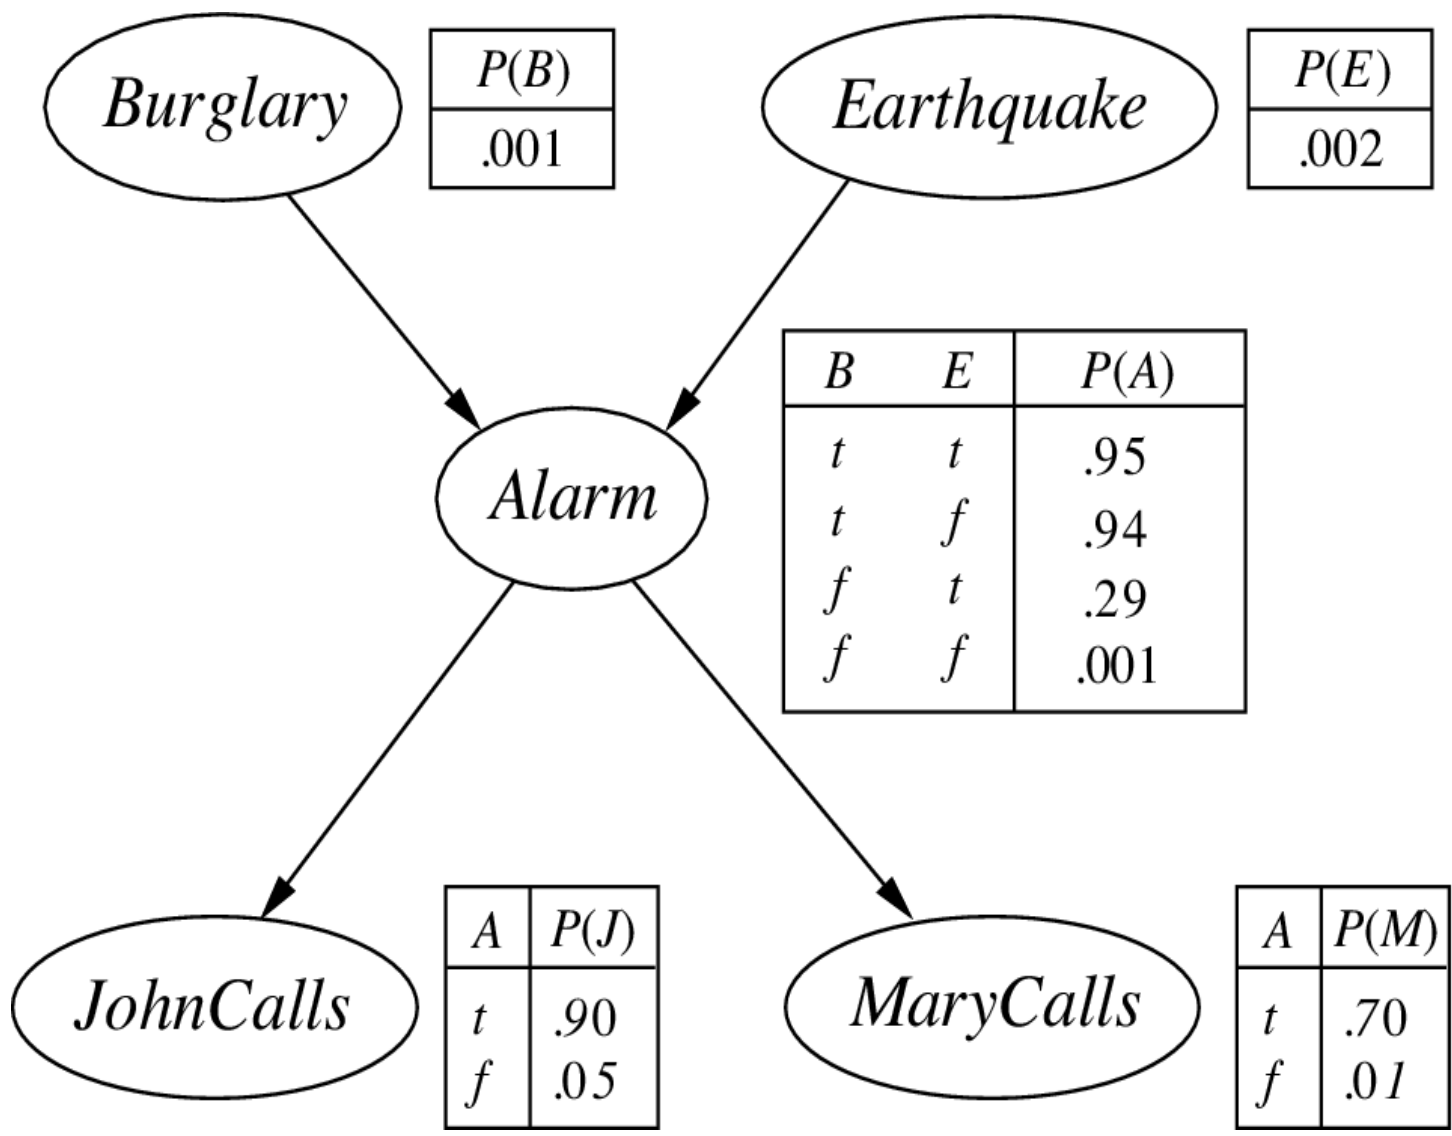 Burglary
P(B)
.001
Earthquake
P(E)
.002
B E P(A)
t t .95
t f .94
f t .29
f f .001
Alarm
JohnCalls
A P(J)
t .90
f .05
MaryCalls
A P(M)
t .70
f .01